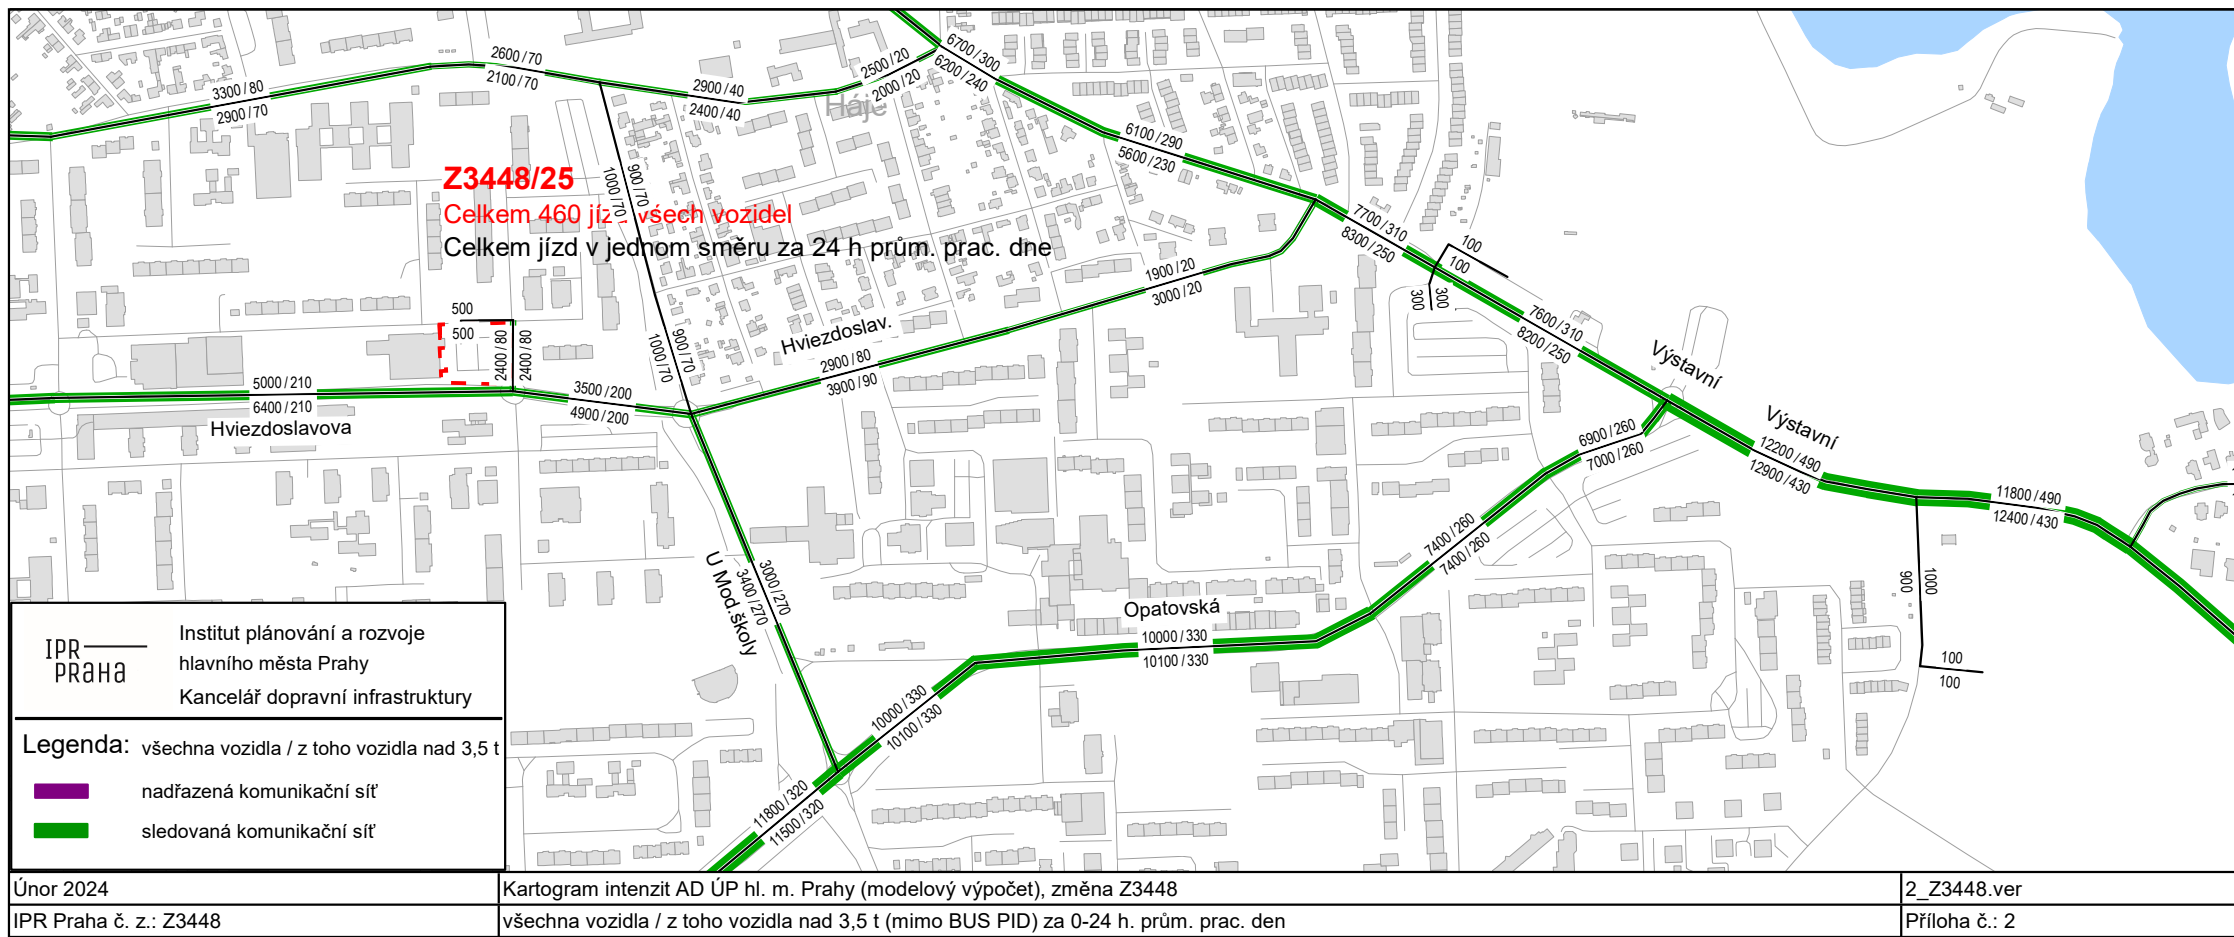 2600/70
2100/70
3300/80
2900/70
2900/40
2400/40
2500/20
2000/20
6700/300
6200/240
Háje
6100/290
5600/230
1000/70
900/70
Z3448/25
Celkem 460 jíz všech vozidel
Celkem jízd v jednom směru za 24 h prům. prac. dne
7700/310
8300/250
100
100
300
300
1900/20
3000/20
500
500
2400/80
2400/80
1000/70
900/70
Hviezdoslav.
2900/80
3900/90
7600/310
8200/250
Výstavní
5000/210
6400/210
Hviezdoslavova
3500/200
4900/200
Výstavní
6900/260
7000/260
12200/490
12900/430
11800/490
12400/430
7400/260
7400/260
U Mod.školy
3400/270
3000/270
900
1000
Opatovská
10000/330
10100/330
100
100
10000/330
10100/330
11800/320
11500/320
IPR
PRAHA
Institut plánování a rozvoje
hlavního města Prahy
Kancelář dopravní infrastruktury
Legenda: všechna vozidla / z toho vozidla nad 3,5 t
nadřazená komunikační síť
sledovaná komunikační síť
Únor 2024
Kartogram intenzit AD ÚP hl. m. Prahy (modelový výpočet), změna Z3448
2_Z3448.ver
IPR Praha č. z.: Z3448
všechna vozidla / z toho vozidla nad 3,5 t (mimo BUS PID) za 0-24 h. prům. prac. den
Příloha č.: 2